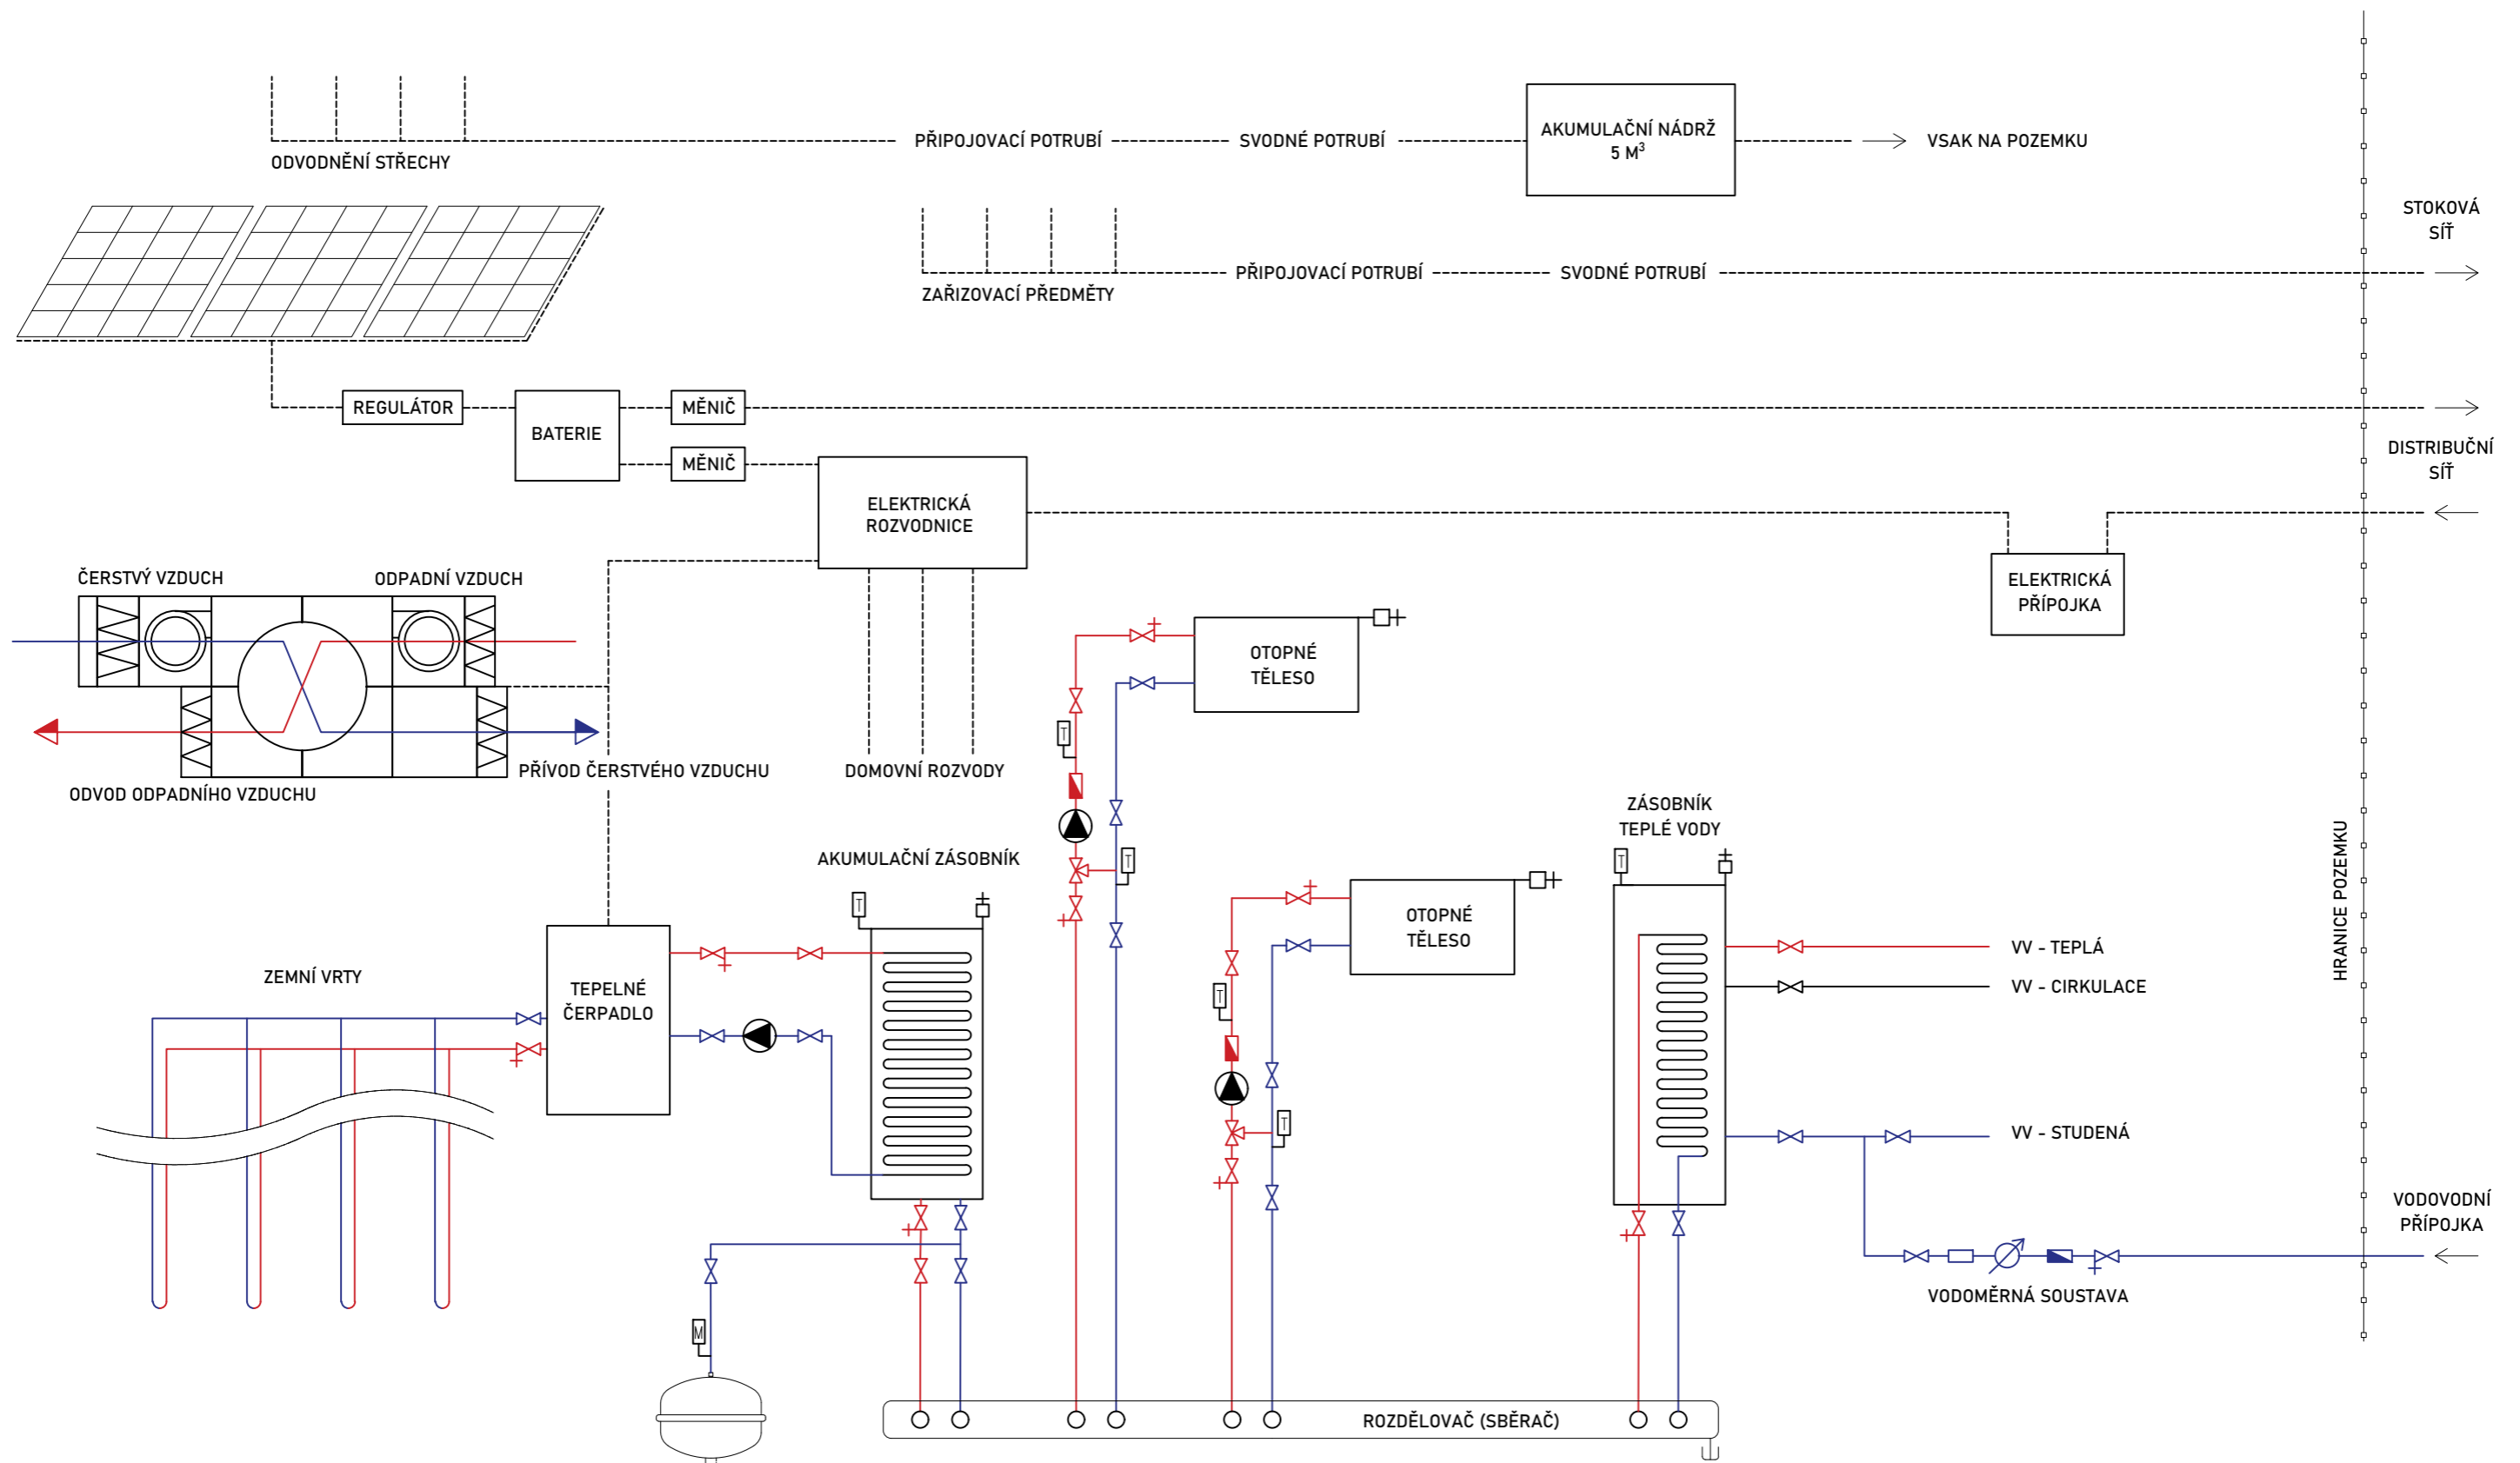 PŘIPOJOVACÍ POTRUBÍ
SVODNÉ POTRUBÍ
AKUMULAČNÍ NÁDRŽ
5 M³
VSAK NA POZEMKU
ODVODNĚNÍ STŘECHY
STOKOVÁ
SÍŤ
PŘIPOJOVACÍ POTRUBÍ
SVODNÉ POTRUBÍ
ZAŘIZOVACÍ PŘEDMĚTY
REGULÁTOR
BATERIE
MĚNIČ
MĚNIČ
DISTRIBUČNÍ
SÍŤ
ELEKTRICKÁ
ROZVODNICE
ELEKTRICKÁ
PŘÍPOJKA
ČERSTVÝ VZDUCH
ODPADNÍ VZDUCH
PŘÍVOD ČERSTVÉHO VZDUCHU
ODVOD ODPADNÍHO VZDUCHU
DOMOVNÍ ROZVODY
OTOPNÉ
TĚLESO
T
T
AKUMULAČNÍ ZÁSOBNÍK
T
ZÁSOBNÍK
TEPLÉ VODY
T
HRANICE POZEMKU
OTOPNÉ
TĚLESO
T
T
ZEMNÍ VRTY
TEPELNÉ
ČERPADLO
VV - TEPLÁ
VV - CIRKULACE
VV - STUDENÁ
VODOVODNÍ
PŘÍPOJKA
VODOMĚRNÁ SOUSTAVA
M
ROZDĚLOVAČ (SBĚRAČ)